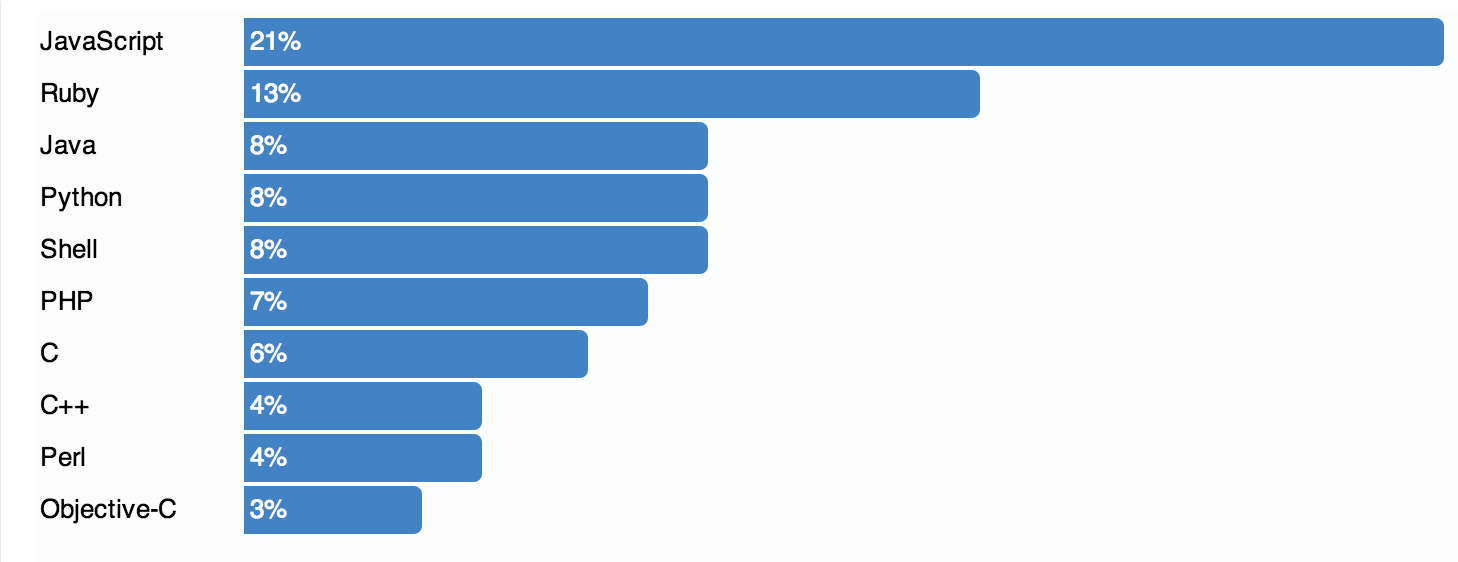 JavaScript 21%
Ruby 13%
Java 8%
Python 8%
Shell 8%
PHP 7%
C 6%
C++ 4%
Perl 4%
Objective-C 3%